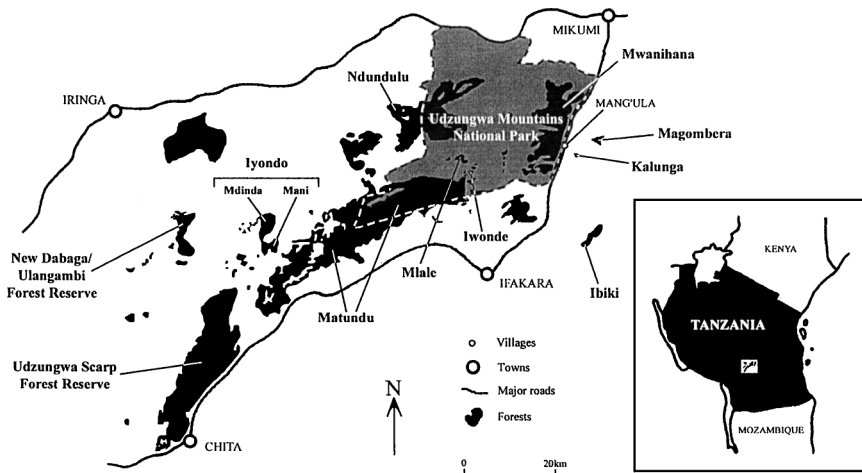 MIKUMI
Mwanihana
Ndundulu
MANG'ULA
IRINGA
Udzungwa Mountains
National Park
Magombera
Kalunga
Iyondo
Mdinda
Mani
Iwonde
New Dabaga/
Ulangambi
Forest Reserve
Mlale
IFAKARA
Ibiki
Matundu
Udzungwa Scarp
Forest Reserve
CHITA
N
Villages
Towns
Major roads
Forests
0 20km
KENYA
TANZANIA
MOZAMBIQUE